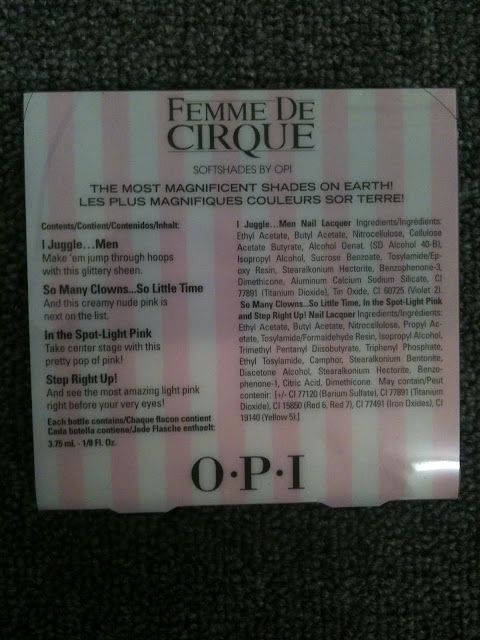 FEMME DE
CIRQUE
SOFTSHADES BY OPI
THE MOST MAGNIFICENT SHADES ON EARTH!
LES PLUS MAGNIFIQUES COULEURS SOR TERRE!
Contents/Contient/Contenidos/Inhalt:
I Juggle...Men
Make 'em jump through hoops
with this glittery sheen.
So Many Clowns...So Little Time
And this creamy nude pink is
next on the list.
In the Spot-Light Pink
Take center stage with this
pretty pop of pink!
Step Right Up!
And see the most amazing light pink
right before your very eyes!
Each bottle contains/Chaque flacon contient
Cada botella contiene/Jede Flasche enthaelt:
3.75 mL - 1/8 Fl. Oz.
I Juggle...Men Nail Lacquer Ingredients/Ingrédients:
Ethyl Acetate, Butyl Acetate, Nitrocellulose, Cellulose
Acetate Butyrate, Alcohol Denat. (SD Alcohol 40-B),
Isopropyl Alcohol, Sucrose Benzoate, Tosylamide/Ep-
oxy Resin, Stearalkonium Hectorite, Benzophenone-3,
Dimethicone, Aluminum Calcium Sodium Silicate, CI
77891 (Titanium Dioxide), Tin Oxide, CI 60725 (Violet 2).
So Many Clowns...So Little Time, In the Spot-Light Pink
and Step Right Up! Nail Lacquer Ingredients/Ingrédients:
Ethyl Acetate, Butyl Acetate, Nitrocellulose, Propyl Ac-
etate, Tosylamide/Formaldehyde Resin, Isopropyl Alcohol,
Trimethyl Pentanyl Diisobutyrate, Triphenyl Phosphate,
Ethyl Tosylamide, Camphor, Stearalkonium Bentonite,
Diacetone Alcohol, Stearalkonium Hectorite, Benzo-
phenone-1, Citric Acid, Dimethicone. May contain/Peut
contenir: [+/- CI 77120 (Barium Sulfate), CI 77891 (Titanium
Dioxide), CI 15850 (Red 6, Red 7), CI 77491 (Iron Oxides), CI
19140 (Yellow 5).]
O·P·I